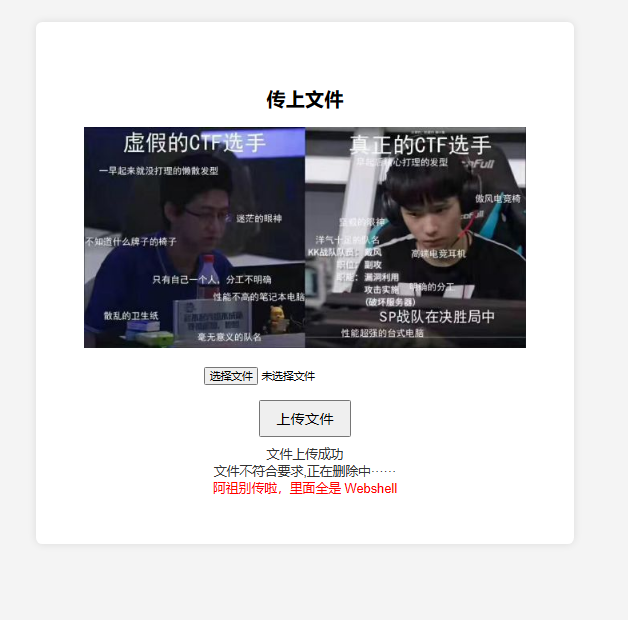 传上文件
虚假的CTF选手
一早起来就没打理的懒散发型
迷茫的眼神
不知道什么牌子的椅子
只有自己一个人，分工不明确
性能不高的笔记本电脑
散乱的卫生纸
毫无意义的队名
真正的CTF选手
早起后精心打理的发型
傲风电竞椅
坚毅的眼神
洋气十足的队名
KK战队队员：戴风
高端电竞耳机
职位：副攻
职能：漏洞利用
明确的分工
攻击实施
（破坏服务器）
SP战队在决胜局中
性能超强的台式电脑
选择文件 未选择文件
上传文件
文件上传成功
文件不符合要求,正在删除中……
阿祖别传啦，里面全是 Webshell